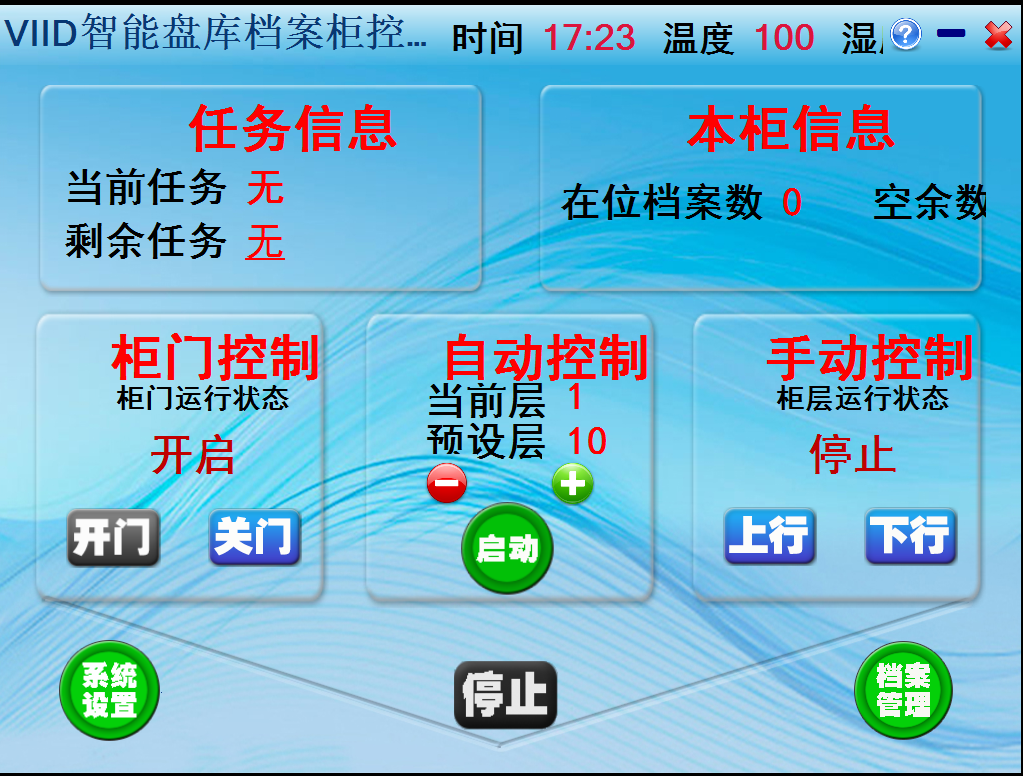 VIID智能盘库档案柜控... 时间 17:23 温度 100 湿
任务信息
当前任务 无
剩余任务 无
本柜信息
在位档案数 0 空余数
柜门控制
柜门运行状态
开启
开门 关门
自动控制
当前层 1
预设层 10
启动
手动控制
柜层运行状态
停止
上行 下行
系统
设置
停止
档案
管理